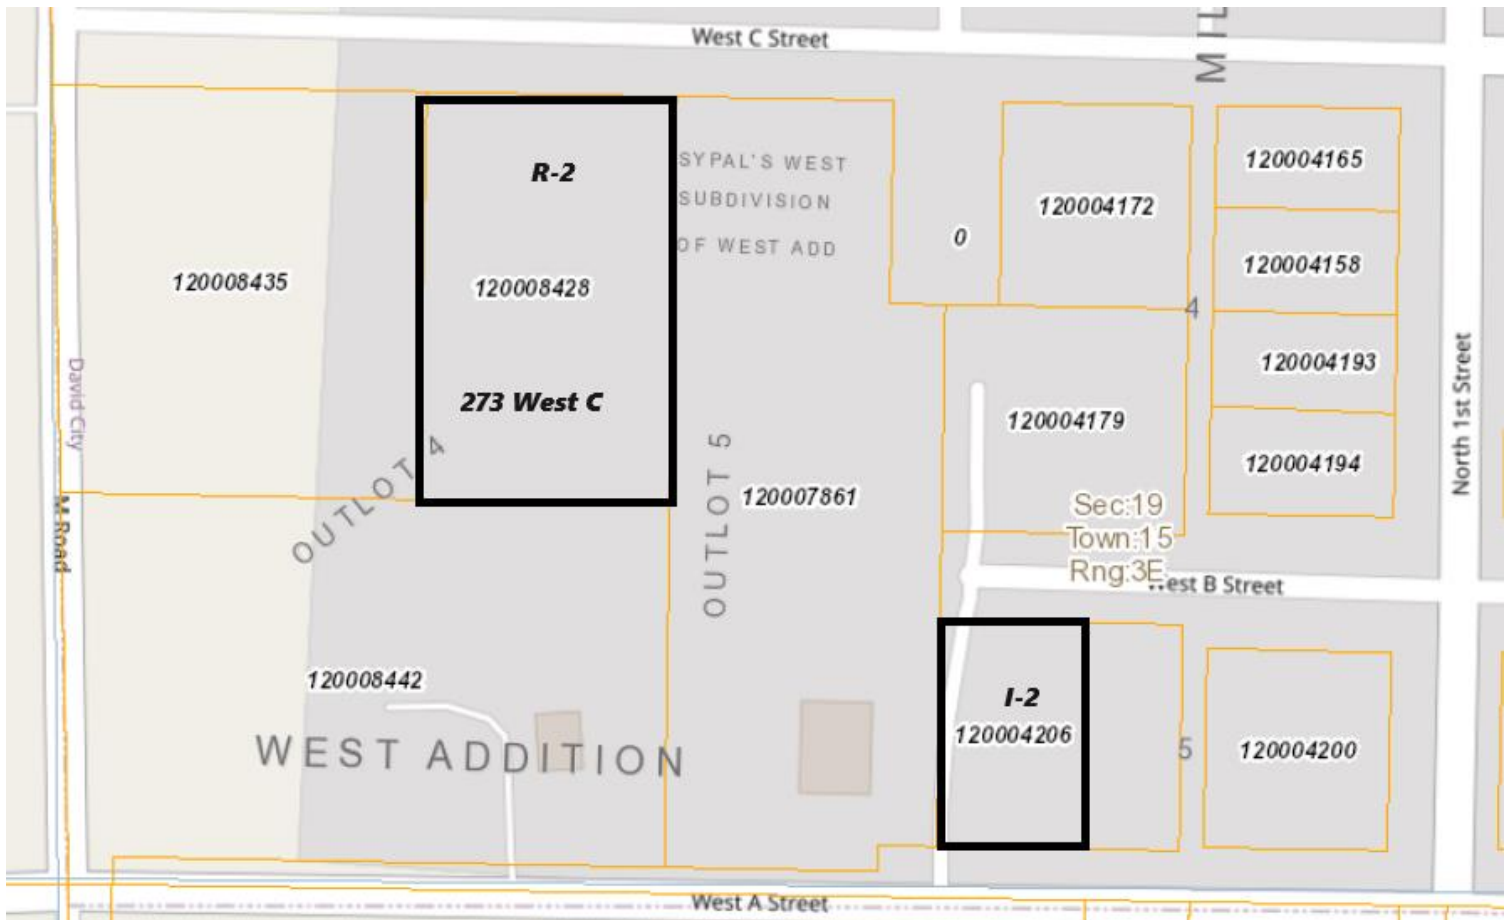 West C Street
MIL
R-2
SYPAL'S WEST
SUBDIVISION
OF WEST ADD
120004165
120004172
0
120004158
120008435
120008428
4
David City
273 West C
120004193
North 1st Street
120004179
OUTLOT 4
OUTLOT 5
120004194
120007861
Sec:19
Town:15
Rng:3E
M Road
est B Street
120008442
I-2
120004206
WEST ADDITION
5
120004200
West A Street